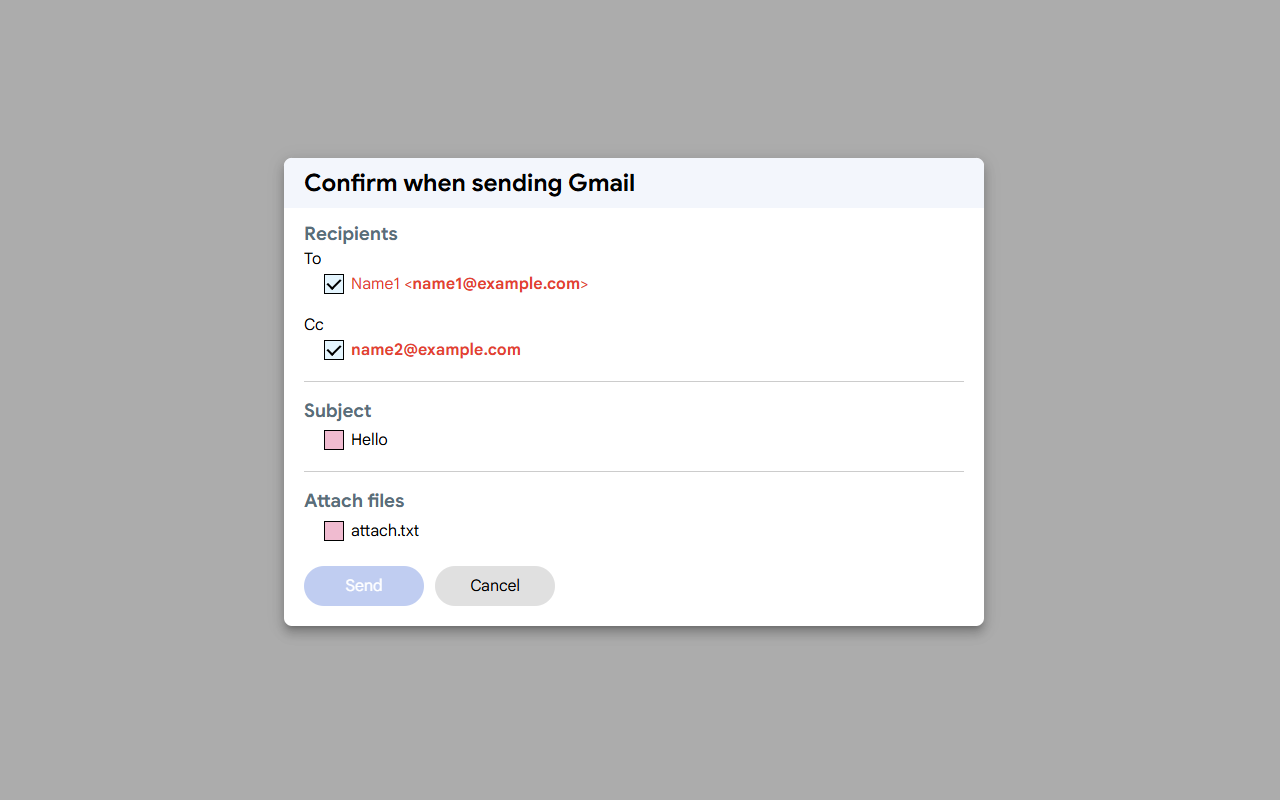 Confirm when sending Gmail
Recipients
To
Name1 <name1@example.com>
Cc
name2@example.com
Subject
Hello
Attach files
attach.txt
Send Cancel